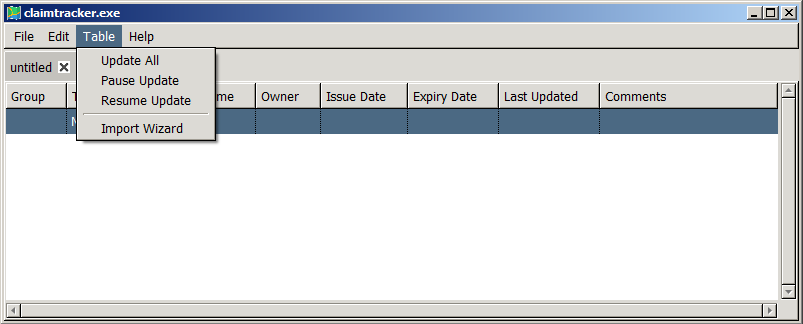 claimtracker.exe
File Edit Table Help
untitled
Update All
Pause Update
Resume Update
Import Wizard
Group Owner Issue Date Expiry Date Last Updated Comments